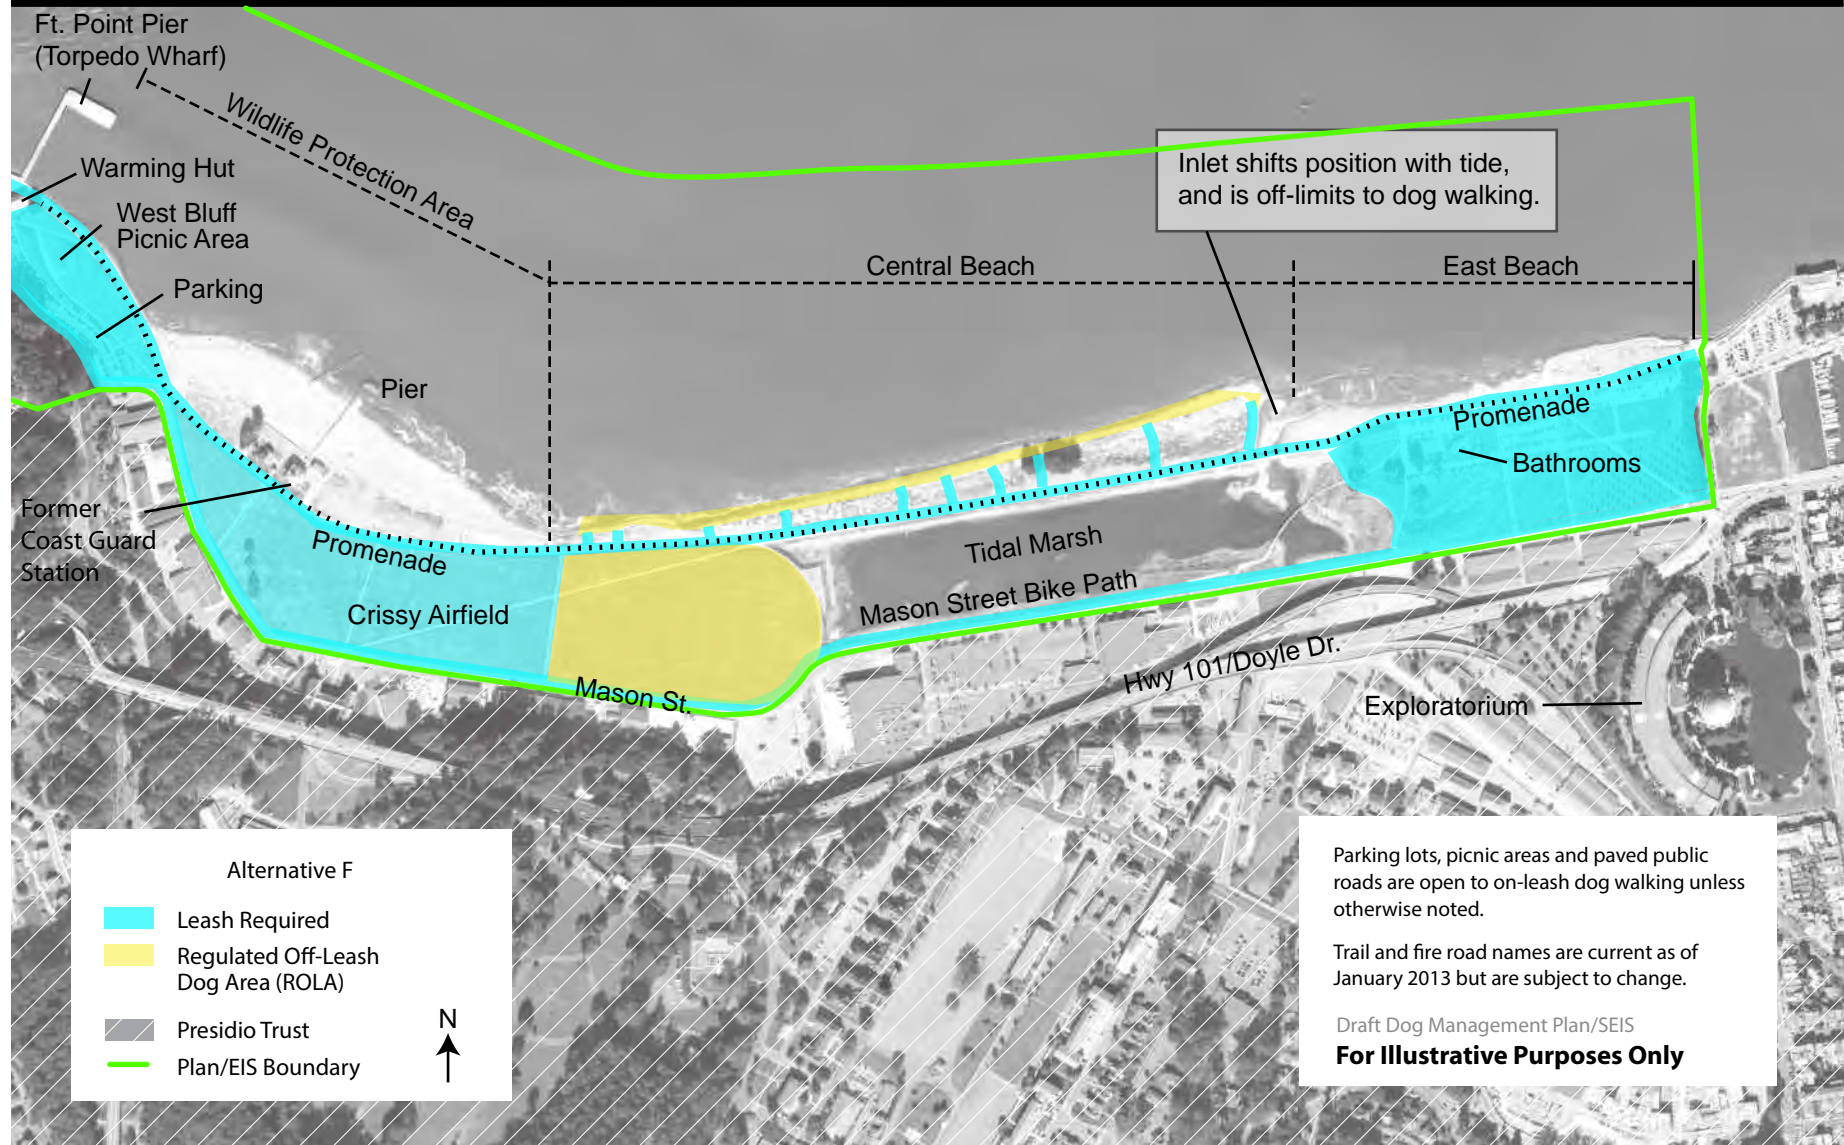 Ft. Point Pier
(Torpedo Wharf)
Wildlife Protection Area
Warming Hut
West Bluff
Picnic Area
Parking
Inlet shifts position with tide,
and is off-limits to dog walking.
Central Beach
East Beach
Pier
Promenade
Bathrooms
Former
Coast Guard
Station
Promenade
Crissy Airfield
Tidal Marsh
Mason Street Bike Path
Mason St.
Hwy 101/Doyle Dr.
Exploratorium
Alternative F
Leash Required
Regulated Off-Leash
Dog Area (ROLA)
Presidio Trust
Plan/EIS Boundary
N
Parking lots, picnic areas and paved public
roads are open to on-leash dog walking unless
otherwise noted.
Trail and fire road names are current as of
January 2013 but are subject to change.
Draft Dog Management Plan/SEIS
For Illustrative Purposes Only